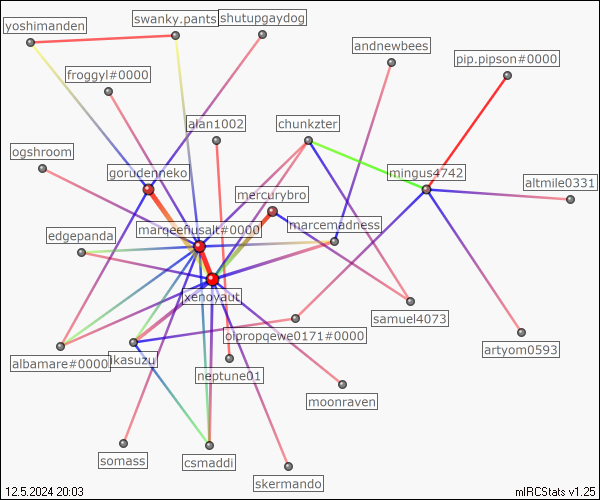 swanky.pants
shutupgaydog
yoshimanden
andnewbees
pip.pipson#0000
froggyl#0000
alan1002
chunkzter
ogshroom
gorudenneko
mingus4742
altmile0331
mercurybro
marqeefiusalt#0000
marcemadness
edgepanda
xenoyaut
samuel4073
olpropqewe0171#0000
artyom0593
albamare#0000
ikasuzu
neptune01
moonraven
somass
csmaddi
skermando
12.5.2024 20:03
mIRCStats v1.25